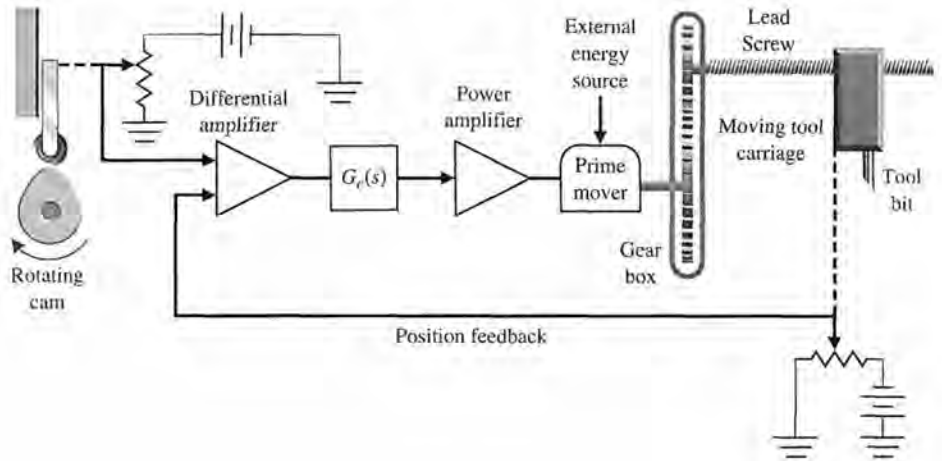 External
energy
source
Lead
Screw
Differential
amplifier
Power
amplifier
Moving tool
carriage
G_c(s)
Prime
mover
Tool
bit
Rotating
cam
Gear
box
Position feedback